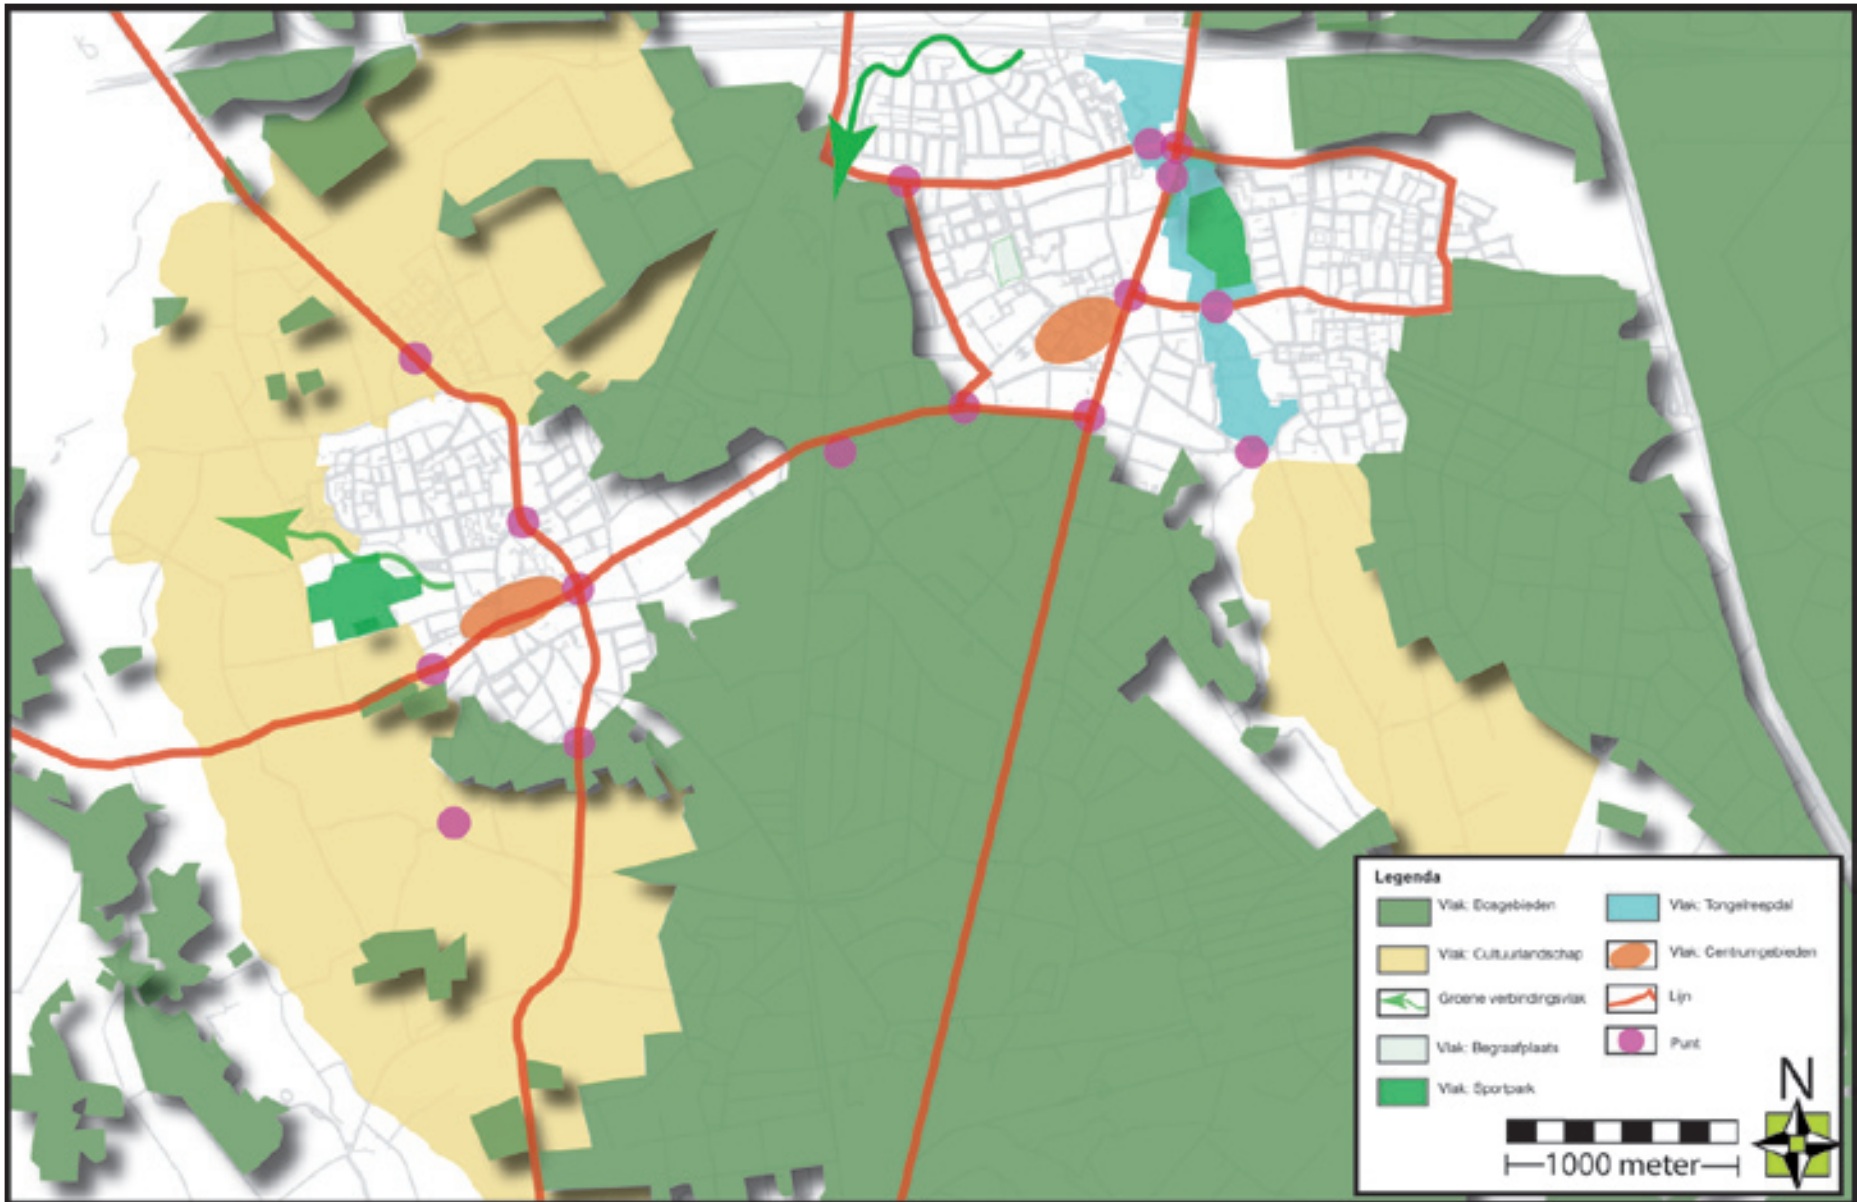 Legenda
Vlak: Bosgebieden
Vlak: Cultuurlandschap
Groene verbindingsvlak
Vlak: Begraafplaats
Vlak: Sportpark
Vlak: Tongelreepdal
Vlak: Centrumgebieden
Lijn
Punt
N
1000 meter